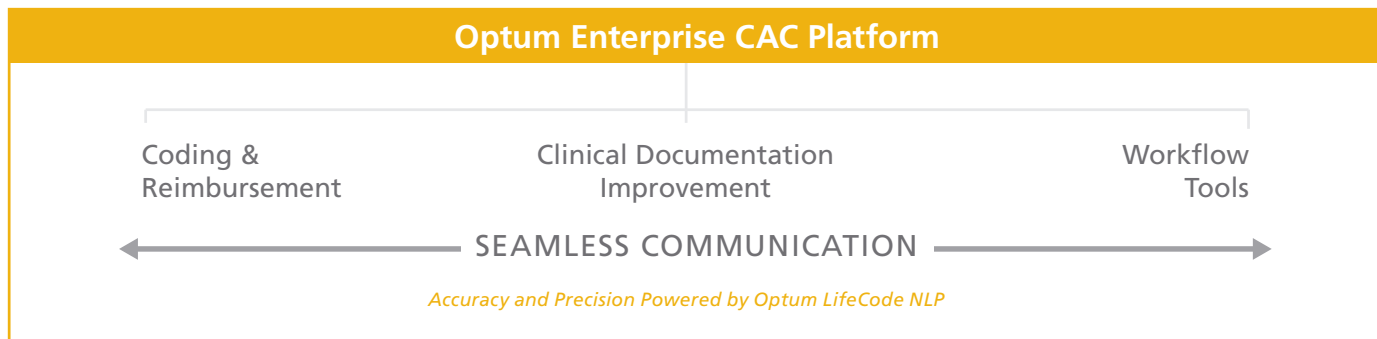 Optum Enterprise CAC Platform
Coding &
Reimbursement
Clinical Documentation
Improvement
Workflow
Tools
SEAMLESS COMMUNICATION
Accuracy and Precision Powered by Optum LifeCode NLP